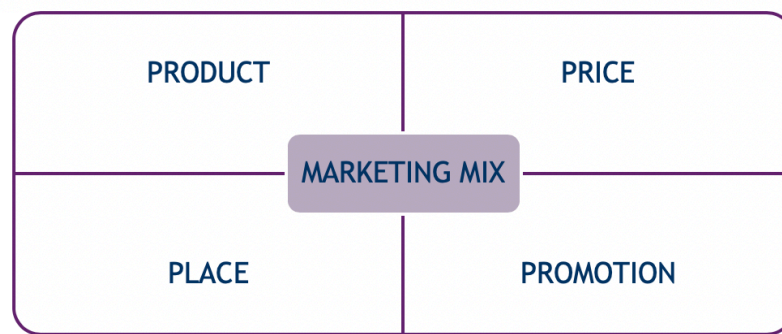 PRODUCT
PRICE
MARKETING MIX
PLACE
PROMOTION